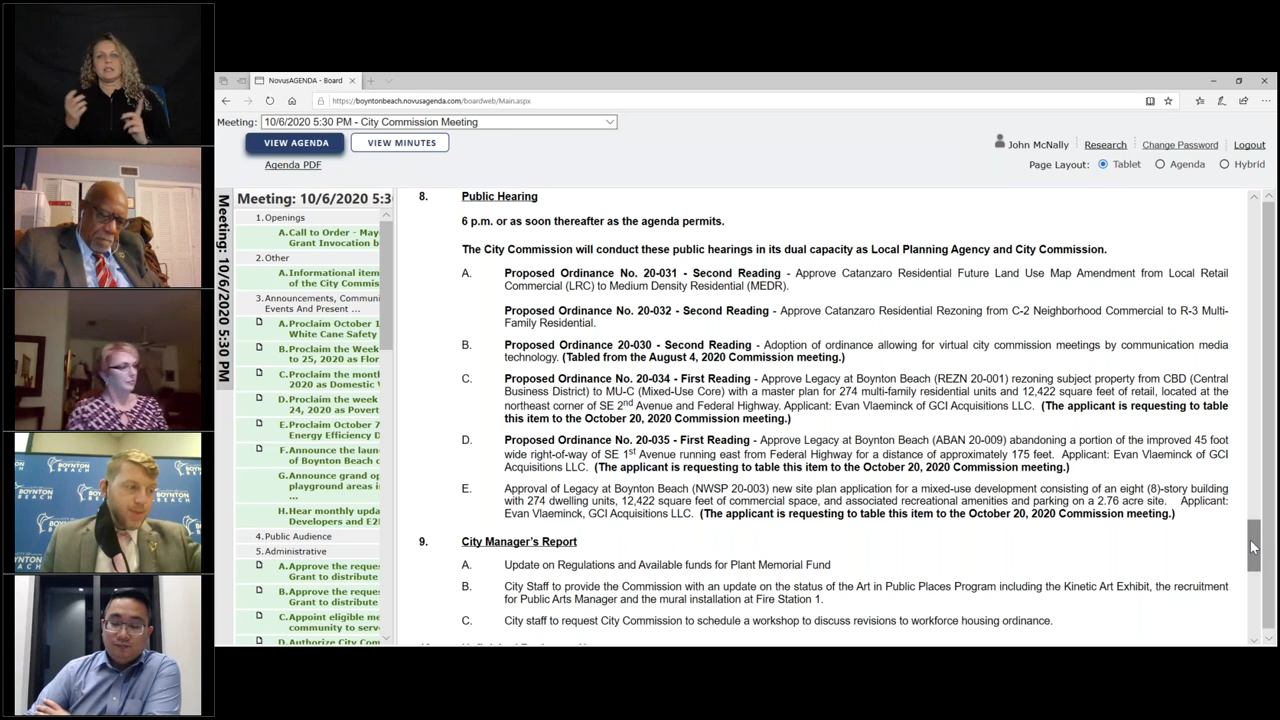 NovusAGENDA - Board
https://boyntonbeach.novusagenda.com/boardweb/Main.aspx
Meeting: 10/6/2020 5:30 PM - City Commission Meeting
VIEW AGENDA VIEW MINUTES
Agenda PDF
John McNally Research Change Password Logout
Page Layout: Tablet Agenda Hybrid
Meeting: 10/6/2020 5:30 PM
Meeting: 10/6/2020 5:3
1.Openings
A.Call to Order - May
Grant Invocation b
2.Other
A.Informational item
of the City Commis
3.Announcements, Commun
Events And Present ...
A.Proclaim October 1
White Cane Safety
B.Proclaim the Week
to 25, 2020 as Flor
C.Proclaim the month
2020 as Domestic V
D.Proclaim the week
24, 2020 as Povert
E.Proclaim October 7
Energy Efficiency D
F.Announce the laun
of Boynton Beach c
G.Announce grand op
playground areas i
...
H.Hear monthly upda
Developers and E2
4.Public Audience
5.Administrative
A.Approve the reques
Grant to distribute
B.Approve the reques
Grant to distribute
C.Appoint eligible me
community to serv
D.Authorize City Com
8. Public Hearing
6 p.m. or as soon thereafter as the agenda permits.
The City Commission will conduct these public hearings in its dual capacity as Local Planning Agency and City Commission.
A. Proposed Ordinance No. 20-031 - Second Reading - Approve Catanzaro Residential Future Land Use Map Amendment from Local Retail
Commercial (LRC) to Medium Density Residential (MEDR).
Proposed Ordinance No. 20-032 - Second Reading - Approve Catanzaro Residential Rezoning from C-2 Neighborhood Commercial to R-3 Multi-
Family Residential.
B. Proposed Ordinance 20-030 - Second Reading - Adoption of ordinance allowing for virtual city commission meetings by communication media
technology. (Tabled from the August 4, 2020 Commission meeting.)
C. Proposed Ordinance No. 20-034 - First Reading - Approve Legacy at Boynton Beach (REZN 20-001) rezoning subject property from CBD (Central
Business District) to MU-C (Mixed-Use Core) with a master plan for 274 multi-family residential units and 12,422 square feet of retail, located at the
northeast corner of SE 2nd Avenue and Federal Highway. Applicant: Evan Vlaeminck of GCI Acquisitions LLC. (The applicant is requesting to table
this item to the October 20, 2020 Commission meeting.)
D. Proposed Ordinance No. 20-035 - First Reading - Approve Legacy at Boynton Beach (ABAN 20-009) abandoning a portion of the improved 45 foot
wide right-of-way of SE 1st Avenue running east from Federal Highway for a distance of approximately 175 feet. Applicant: Evan Vlaeminck of GCI
Acquisitions LLC. (The applicant is requesting to table this item to the October 20, 2020 Commission meeting.)
E. Approval of Legacy at Boynton Beach (NWSP 20-003) new site plan application for a mixed-use development consisting of an eight (8)-story building
with 274 dwelling units, 12,422 square feet of commercial space, and associated recreational amenities and parking on a 2.76 acre site. Applicant:
Evan Vlaeminck, GCI Acquisitions LLC. (The applicant is requesting to table this item to the October 20, 2020 Commission meeting.)
9. City Manager's Report
A. Update on Regulations and Available funds for Plant Memorial Fund
B. City Staff to provide the Commission with an update on the status of the Art in Public Places Program including the Kinetic Art Exhibit, the recruitment
for Public Arts Manager and the mural installation at Fire Station 1.
C. City staff to request City Commission to schedule a workshop to discuss revisions to workforce housing ordinance.
BOYNTON
BEACH
BOYNTON
BEACH